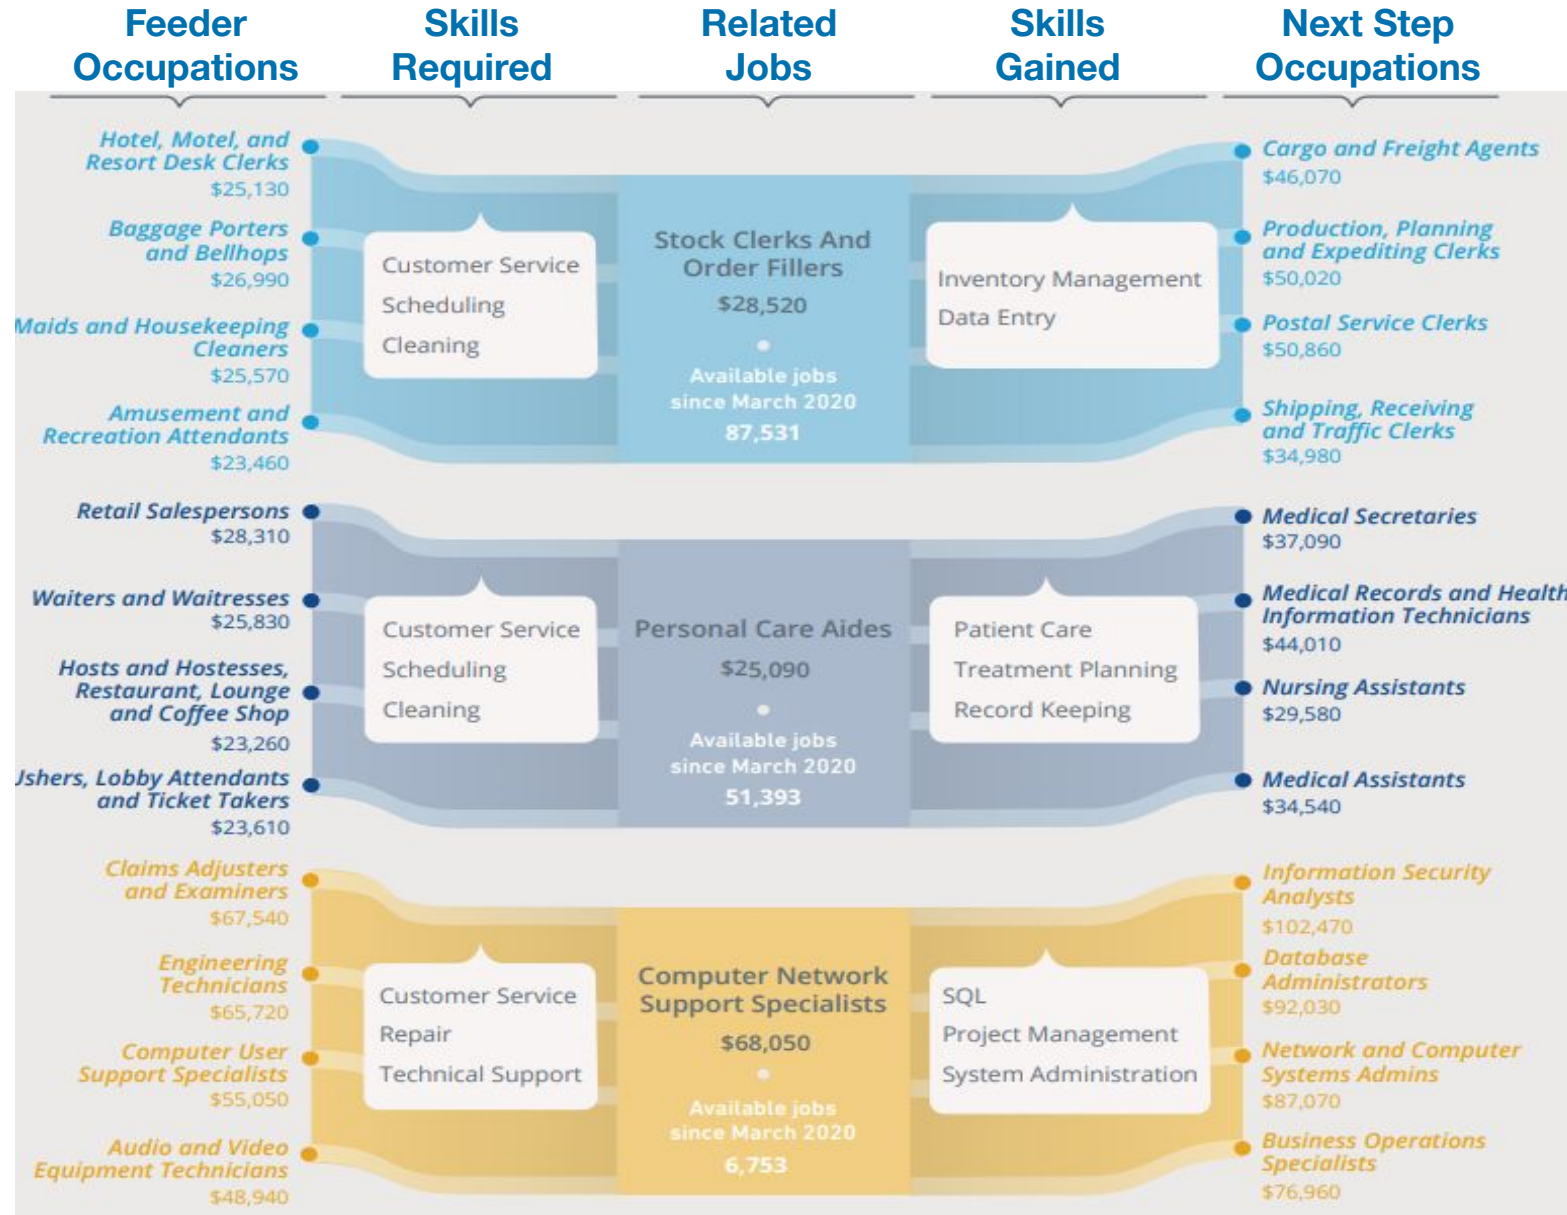 Feeder
Occupations
Skills
Required
Related
Jobs
Skills
Gained
Next Step
Occupations
Hotel, Motel, and
Resort Desk Clerks
$25,130
Baggage Porters
and Bellhops
$26,990
Maids and Housekeeping
Cleaners
$25,570
Amusement and
Recreation Attendants
$23,460
Customer Service
Scheduling
Cleaning
Stock Clerks And
Order Fillers
$28,520
Available jobs
since March 2020
87,531
Inventory Management
Data Entry
Cargo and Freight Agents
$46,070
Production, Planning
and Expediting Clerks
$50,020
Postal Service Clerks
$50,860
Shipping, Receiving
and Traffic Clerks
$34,980
Retail Salespersons
$28,310
Waiters and Waitresses
$25,830
Hosts and Hostesses,
Restaurant, Lounge
and Coffee Shop
$23,260
Ushers, Lobby Attendants
and Ticket Takers
$23,610
Customer Service
Scheduling
Cleaning
Personal Care Aides
$25,090
Available jobs
since March 2020
51,393
Patient Care
Treatment Planning
Record Keeping
Medical Secretaries
$37,090
Medical Records and Health
Information Technicians
$44,010
Nursing Assistants
$29,580
Medical Assistants
$34,540
Claims Adjusters
and Examiners
$67,540
Engineering
Technicians
$65,720
Computer User
Support Specialists
$55,050
Audio and Video
Equipment Technicians
$48,940
Customer Service
Repair
Technical Support
Computer Network
Support Specialists
$68,050
Available jobs
since March 2020
6,753
SQL
Project Management
System Administration
Information Security
Analysts
$102,470
Database
Administrators
$92,030
Network and Computer
Systems Admins
$87,070
Business Operations
Specialists
$76,960